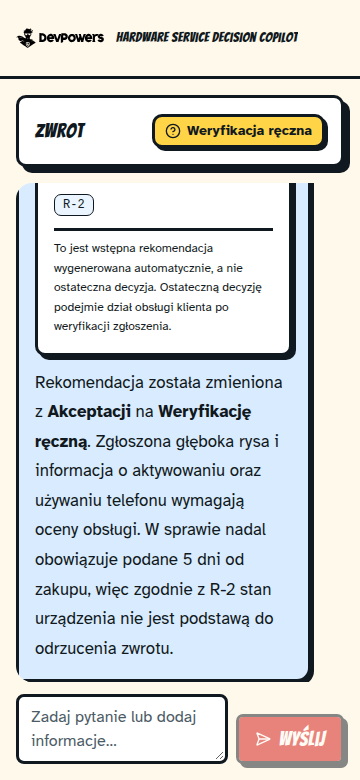 DevPowers HARDWARE SERVICE DECISION COPILOT
ZWROT
Weryfikacja ręczna
R-2
To jest wstępna rekomendacja
wygenerowana automatycznie, a nie
ostateczna decyzja. Ostateczną decyzję
podejmie dział obsługi klienta po
weryfikacji zgłoszenia.
Rekomendacja została zmieniona
z Akceptacji na Weryfikację
ręczną. Zgłoszona głęboka rysa i
informacja o aktywowaniu oraz
używaniu telefonu wymagają
oceny obsługi. W sprawie nadal
obowiązuje podane 5 dni od
zakupu, więc zgodnie z R-2 stan
urządzenia nie jest podstawą do
odrzucenia zwrotu.
Zadaj pytanie lub dodaj
informacje...
WYŚLIJ